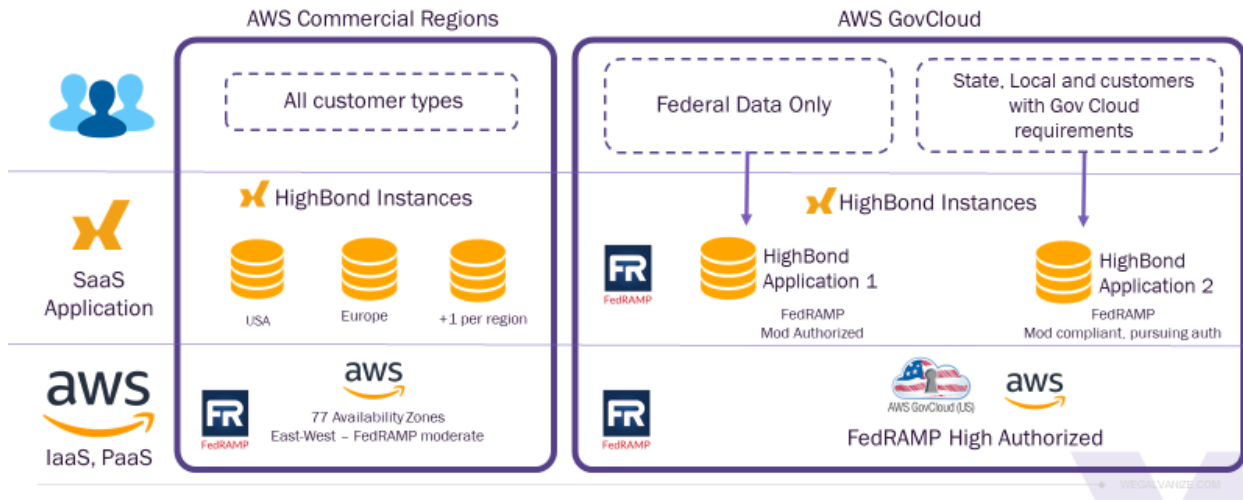 AWS Commercial Regions
AWS GovCloud
All customer types
Federal Data Only
State, Local and customers
with Gov Cloud
requirements
HighBond Instances
HighBond Instances
SaaS
Application
USA
Europe
+1 per region
FR
FedRAMP
HighBond
Application 1
FedRAMP
Mod Authorized
HighBond
Application 2
FedRAMP
Mod compliant, pursuing auth
aws
IaaS, PaaS
FR
FedRAMP
aws
77 Availability Zones
East-West – FedRAMP moderate
FR
FedRAMP
AWS GovCloud (US)
aws
FedRAMP High Authorized
WEGALVANIZE.COM